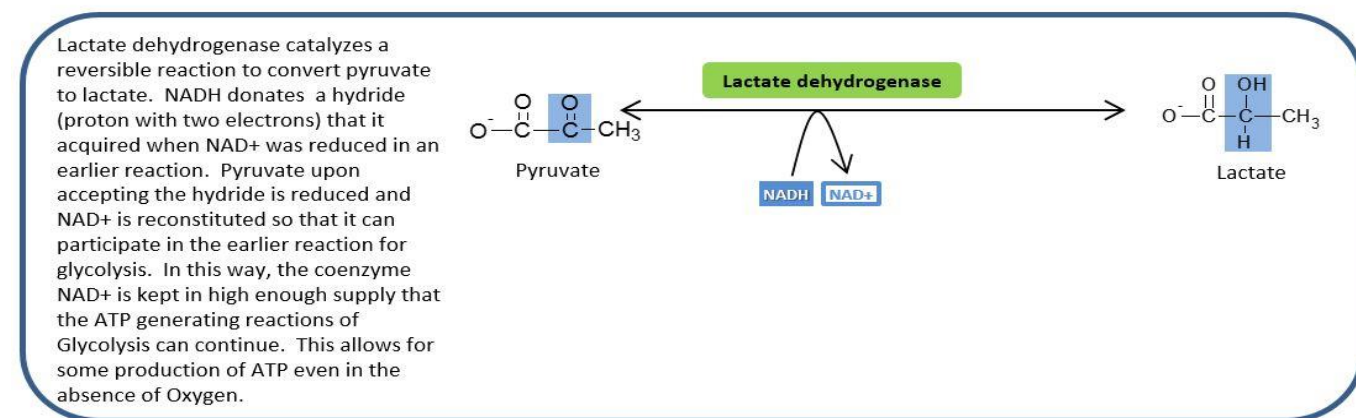 Lactate dehydrogenase catalyzes a
reversible reaction to convert pyruvate
to lactate.  NADH donates  a hydride
(proton with two electrons) that it
acquired when NAD+ was reduced in an
earlier reaction.  Pyruvate upon
accepting the hydride is reduced and
NAD+ is reconstituted so that it can
participate in the earlier reaction for
glycolysis.  In this way, the coenzyme
NAD+ is kept in high enough supply that
the ATP generating reactions of
Glycolysis can continue.  This allows for
some production of ATP even in the
absence of Oxygen.
O O
O⁻ C C CH₃
Pyruvate
Lactate dehydrogenase
NADH NAD+
O OH
O⁻ C C CH₃
H
Lactate